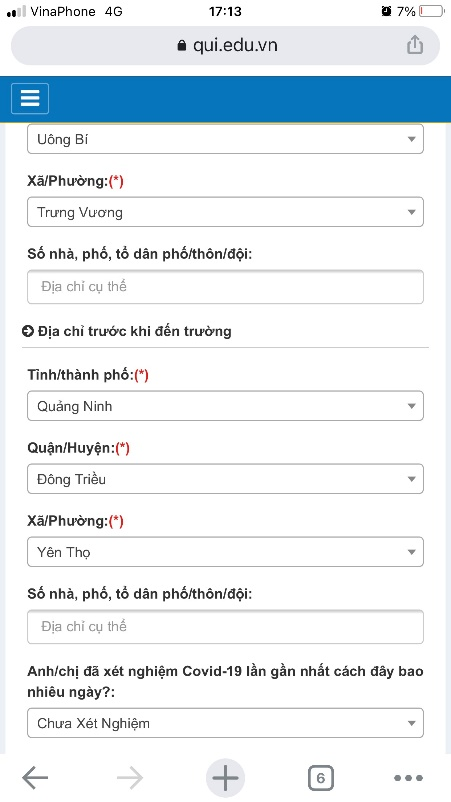 VinaPhone 4G 17:13 7%
qui.edu.vn
Uông Bí
Xã/Phường:(*)
Trưng Vương
Số nhà, phố, tổ dân phố/thôn/đội:
Địa chỉ cụ thể
Địa chỉ trước khi đến trường
Tỉnh/thành phố:(*)
Quảng Ninh
Quận/Huyện:(*)
Đông Triều
Xã/Phường:(*)
Yên Thọ
Số nhà, phố, tổ dân phố/thôn/đội:
Địa chỉ cụ thể
Anh/chị đã xét nghiệm Covid-19 lần gần nhất cách đây bao
nhiêu ngày?:
Chưa Xét Nghiệm
6